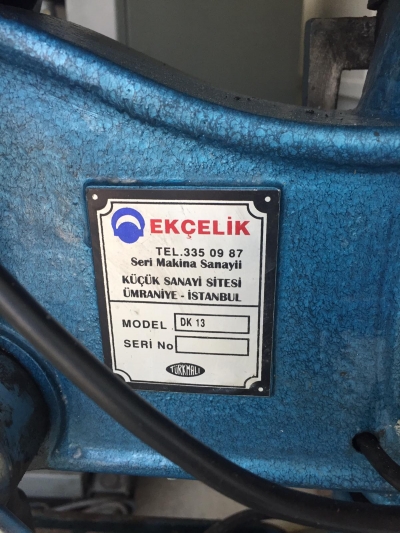 EKÇELİK
TEL.335 09 87
Seri Makina Sanayii
KÜÇÜK SANAYİ SİTESİ
ÜMRANİYE - İSTANBUL
MODEL DK 13
SERİ No
TÜRKMALI